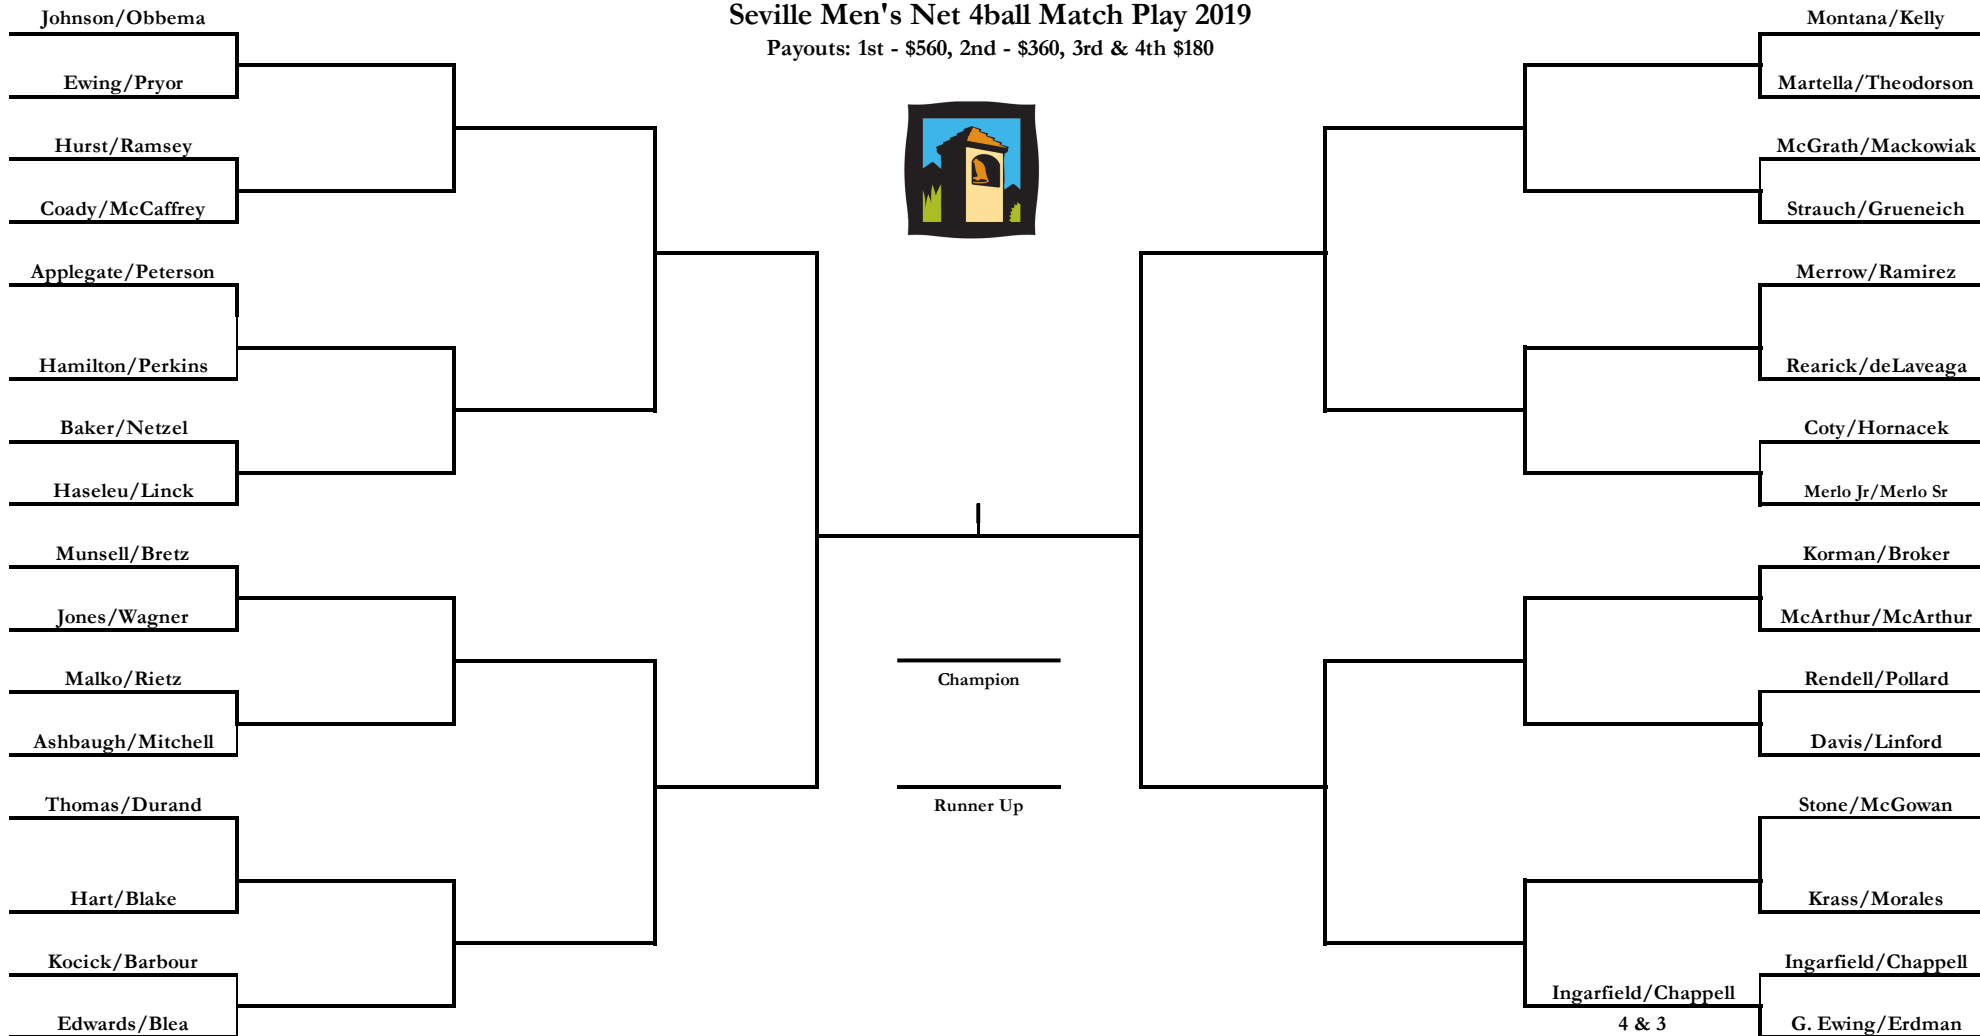 Seville Men's Net 4ball Match Play 2019
Payouts: 1st - $560, 2nd - $360, 3rd & 4th $180
Johnson/Obbema
Ewing/Pryor
Hurst/Ramsey
Coady/McCaffrey
Applegate/Peterson
Hamilton/Perkins
Baker/Netzel
Haseleu/Linck
Munsell/Bretz
Jones/Wagner
Malko/Rietz
Ashbaugh/Mitchell
Thomas/Durand
Hart/Blake
Kocick/Barbour
Edwards/Blea
Champion
Runner Up
Montana/Kelly
Martella/Theodorson
McGrath/Mackowiak
Strauch/Grueneich
Merrow/Ramirez
Rearick/deLaveaga
Coty/Hornacek
Merlo Jr/Merlo Sr
Korman/Broker
McArthur/McArthur
Rendell/Pollard
Davis/Linford
Stone/McGowan
Krass/Morales
Ingarfield/Chappell
Ingarfield/Chappell
4 & 3
G. Ewing/Erdman